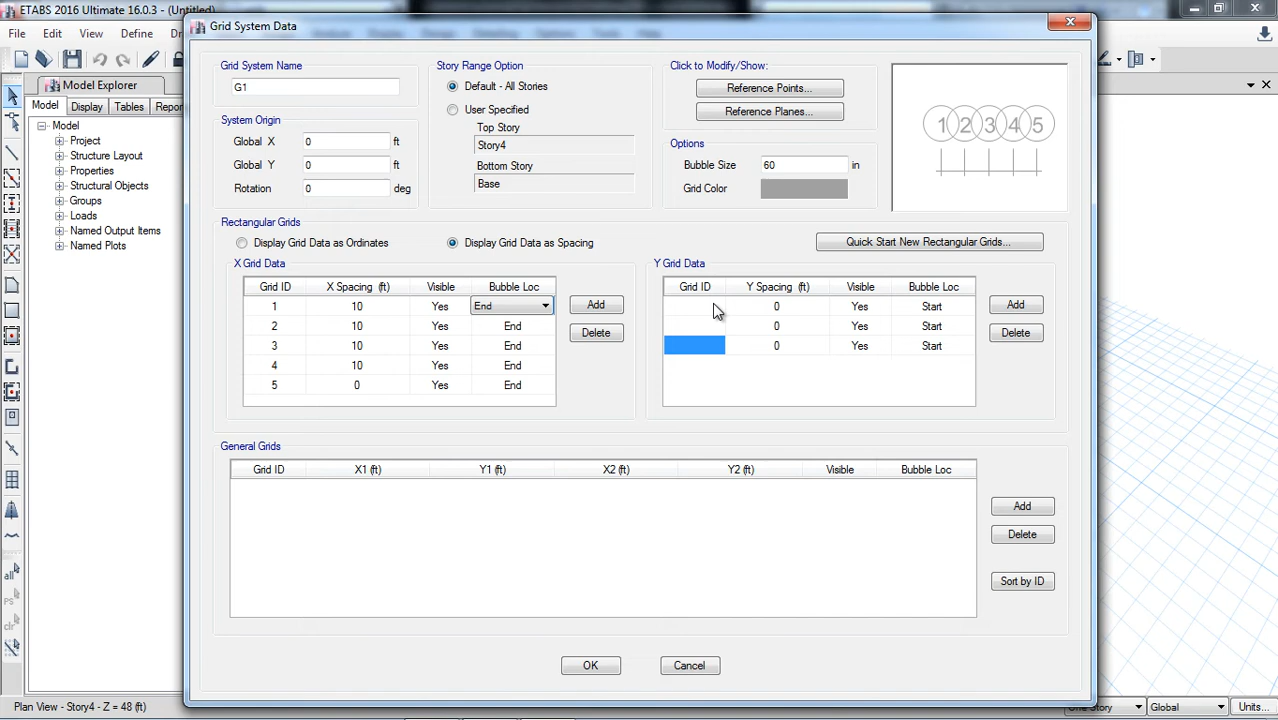 ETABS 2016 Ultimate 16.0.3 - (Untitled)
File Edit View Define
Model Explorer
Model Display Tables Repor
Model
Project
Structure Layout
Properties
Structural Objects
Groups
Loads
Named Output Items
Named Plots
Grid System Data
Grid System Name
G1
System Origin
Global X 0 ft
Global Y 0 ft
Rotation 0 deg
Story Range Option
Default - All Stories
User Specified
Top Story
Story4
Bottom Story
Base
Click to Modify/Show:
Reference Points...
Reference Planes...
Options
Bubble Size 60 in
Grid Color
1 2 3 4 5
Rectangular Grids
Display Grid Data as Ordinates Display Grid Data as Spacing Quick Start New Rectangular Grids...
X Grid Data
Grid ID X Spacing (ft) Visible Bubble Loc
1 10 Yes End
2 10 Yes End
3 10 Yes End
4 10 Yes End
5 0 Yes End
Add
Delete
Y Grid Data
Grid ID Y Spacing (ft) Visible Bubble Loc
0 Yes Start
0 Yes Start
0 Yes Start
Add
Delete
General Grids
Grid ID X1 (ft) Y1 (ft) X2 (ft) Y2 (ft) Visible Bubble Loc
Add
Delete
Sort by ID
OK Cancel
Plan View - Story4 - Z = 48 (ft) One Story Global Units...